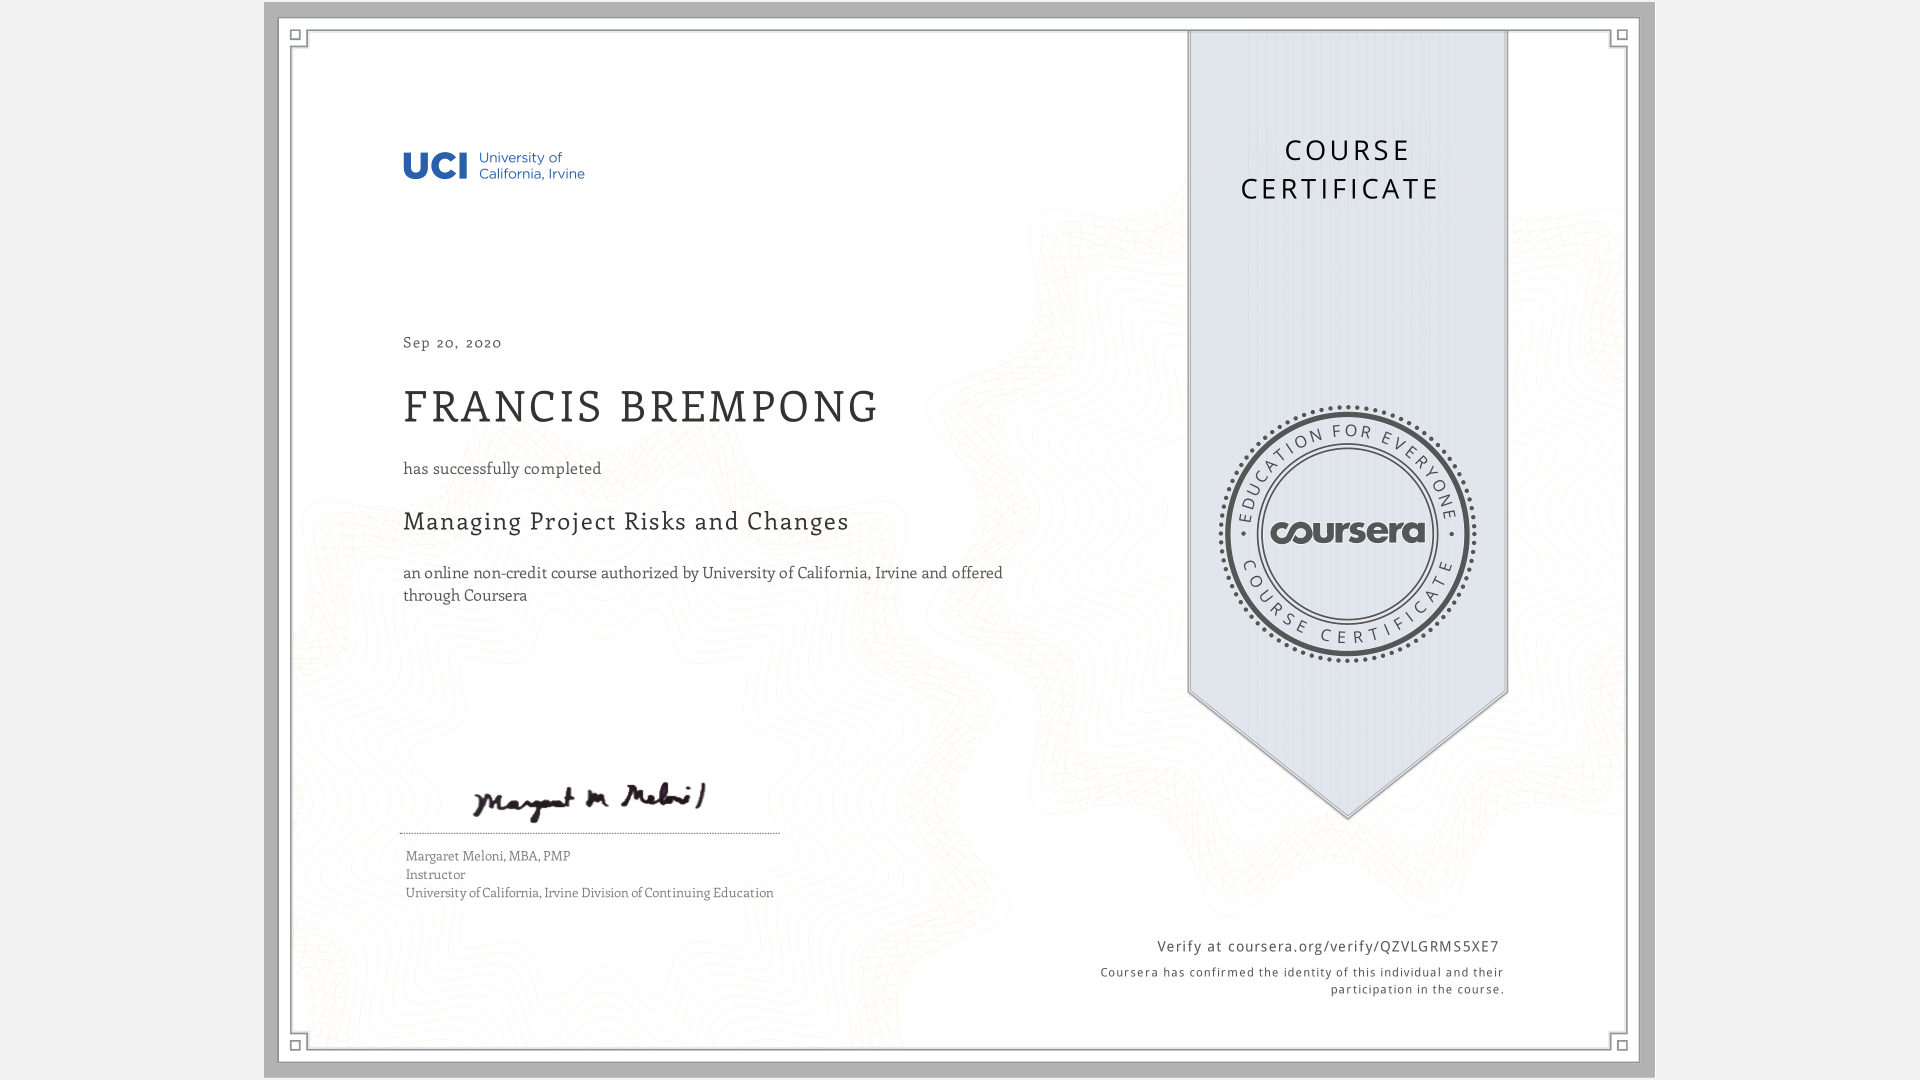 UCI University of
California, Irvine
COURSE
CERTIFICATE
Sep 20, 2020
FRANCIS BREMPONG
has successfully completed
Managing Project Risks and Changes
an online non-credit course authorized by University of California, Irvine and offered
through Coursera
EDUCATION FOR EVERYONE
coursera
COURSE CERTIFICATE
Margaret M Meloni
Margaret Meloni, MBA, PMP
Instructor
University of California, Irvine Division of Continuing Education
Verify at coursera.org/verify/QZVLGRMS5XE7
Coursera has confirmed the identity of this individual and their
participation in the course.